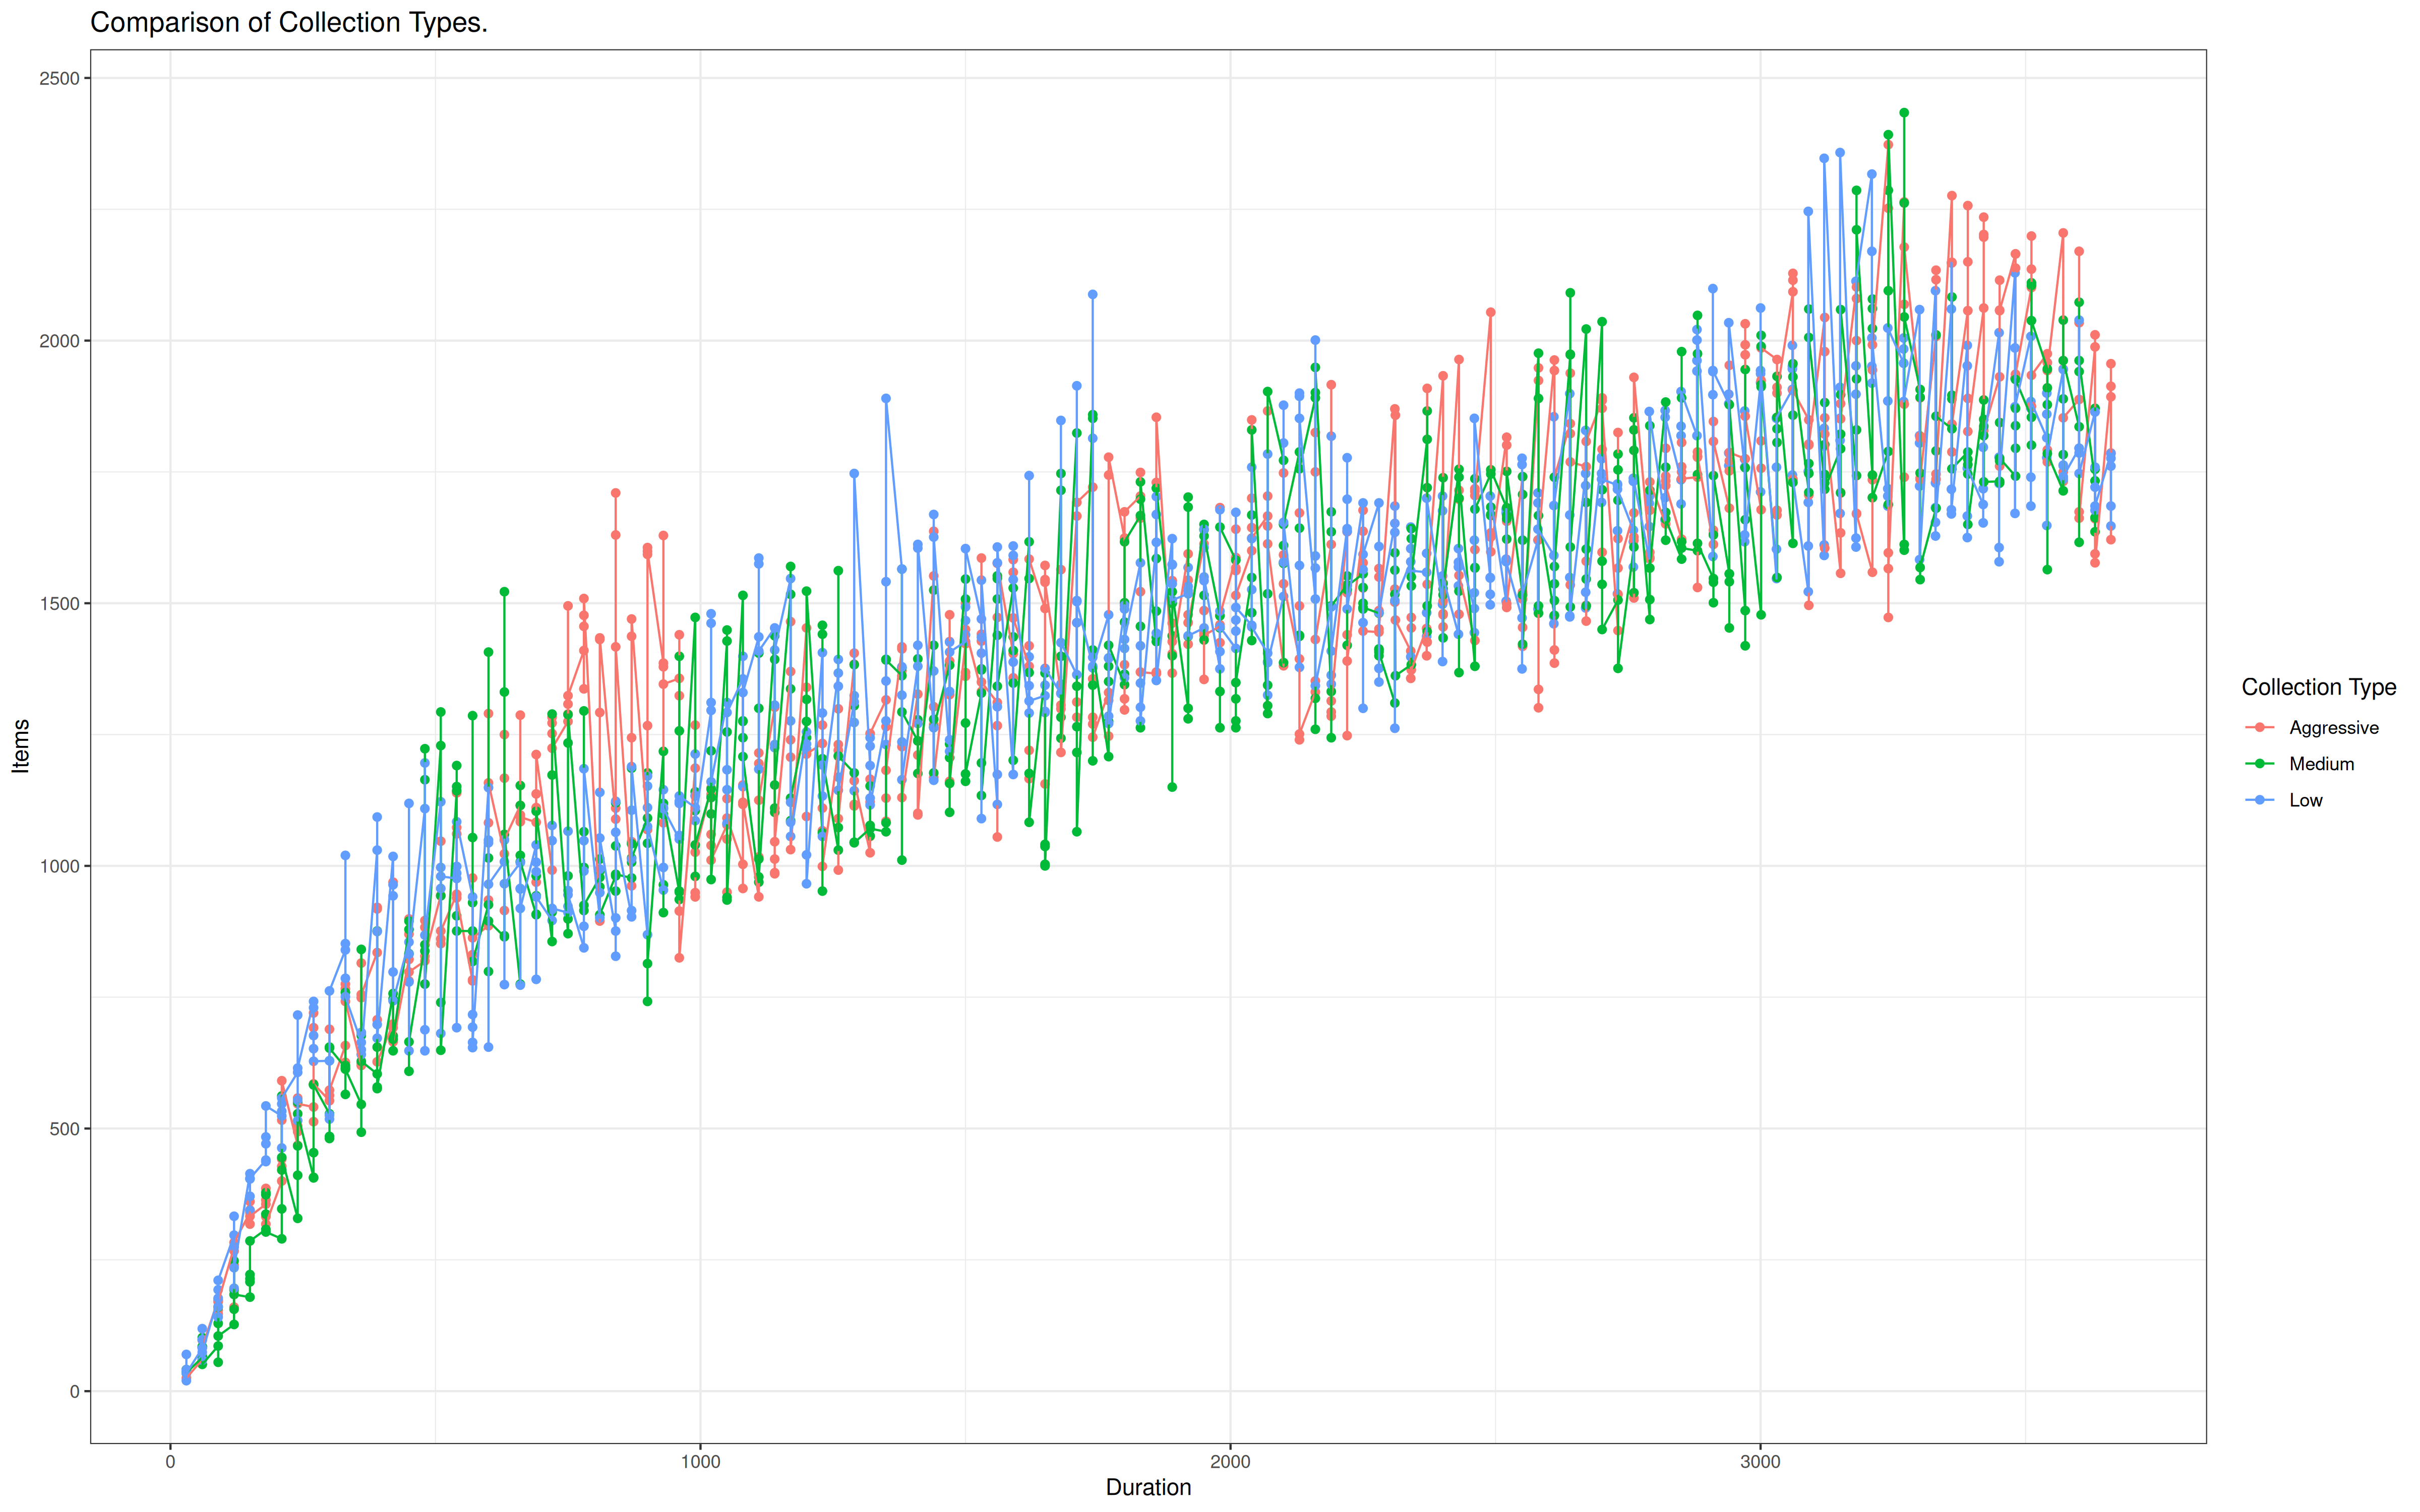 Comparison of Collection Types.
2500
2000
1500
1000
500
0
Items
0 1000 2000 3000
Duration
Collection Type
Aggressive
Medium
Low